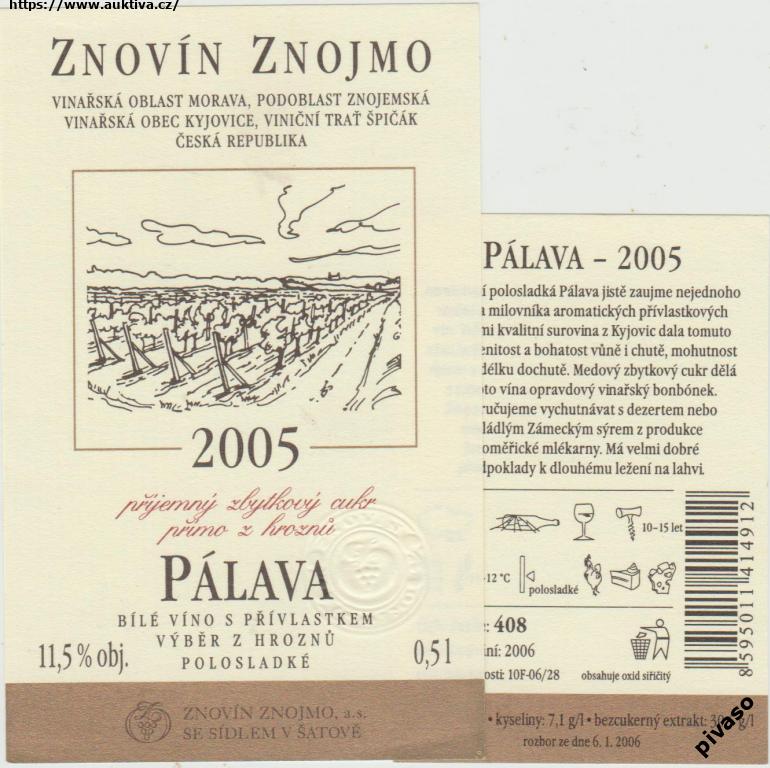 https://www.auktiva.cz/
ZNOVÍN ZNOJMO
VINAŘSKÁ OBLAST MORAVA, PODOBLAST ZNOJEMSKÁ
VINAŘSKÁ OBEC KYJOVICE, VINIČNÍ TRAŤ ŠPIČÁK
ČESKÁ REPUBLIKA
2005
příjemný zbytkový cukr
přímo z hroznů
PÁLAVA
BÍLÉ VÍNO S PŘÍVLASTKEM
VÝBĚR Z HROZNŮ
POLOSLADKÉ
11,5 % obj.
0,5 l
ZNOVÍN ZNOJMO, a.s.
SE SÍDLEM V ŠATOVĚ
PÁLAVA – 2005
polosladká Pálava jistě zaujme nejednoho
milovníka aromatických přívlastkových
kvalitní surovina z Kyjovic dala tomuto
a bohatost vůně i chutě, mohutnost
délku dochutě. Medový zbytkový cukr dělá
vína opravdový vinařský bonbónek.
vychutnávat s dezertem nebo
Zámeckým sýrem z produkce
mlékárny. Má velmi dobré
k dlouhému ležení na lahvi.
10–15 let
12 °C
polosladké
408
2006
10F-06/28
obsahuje oxid siřičitý
8 595011 414912
• kyseliny: 7,1 g/l • bezcukerný extrakt: g/l
rozbor ze dne 6. 1. 2006
pivaso